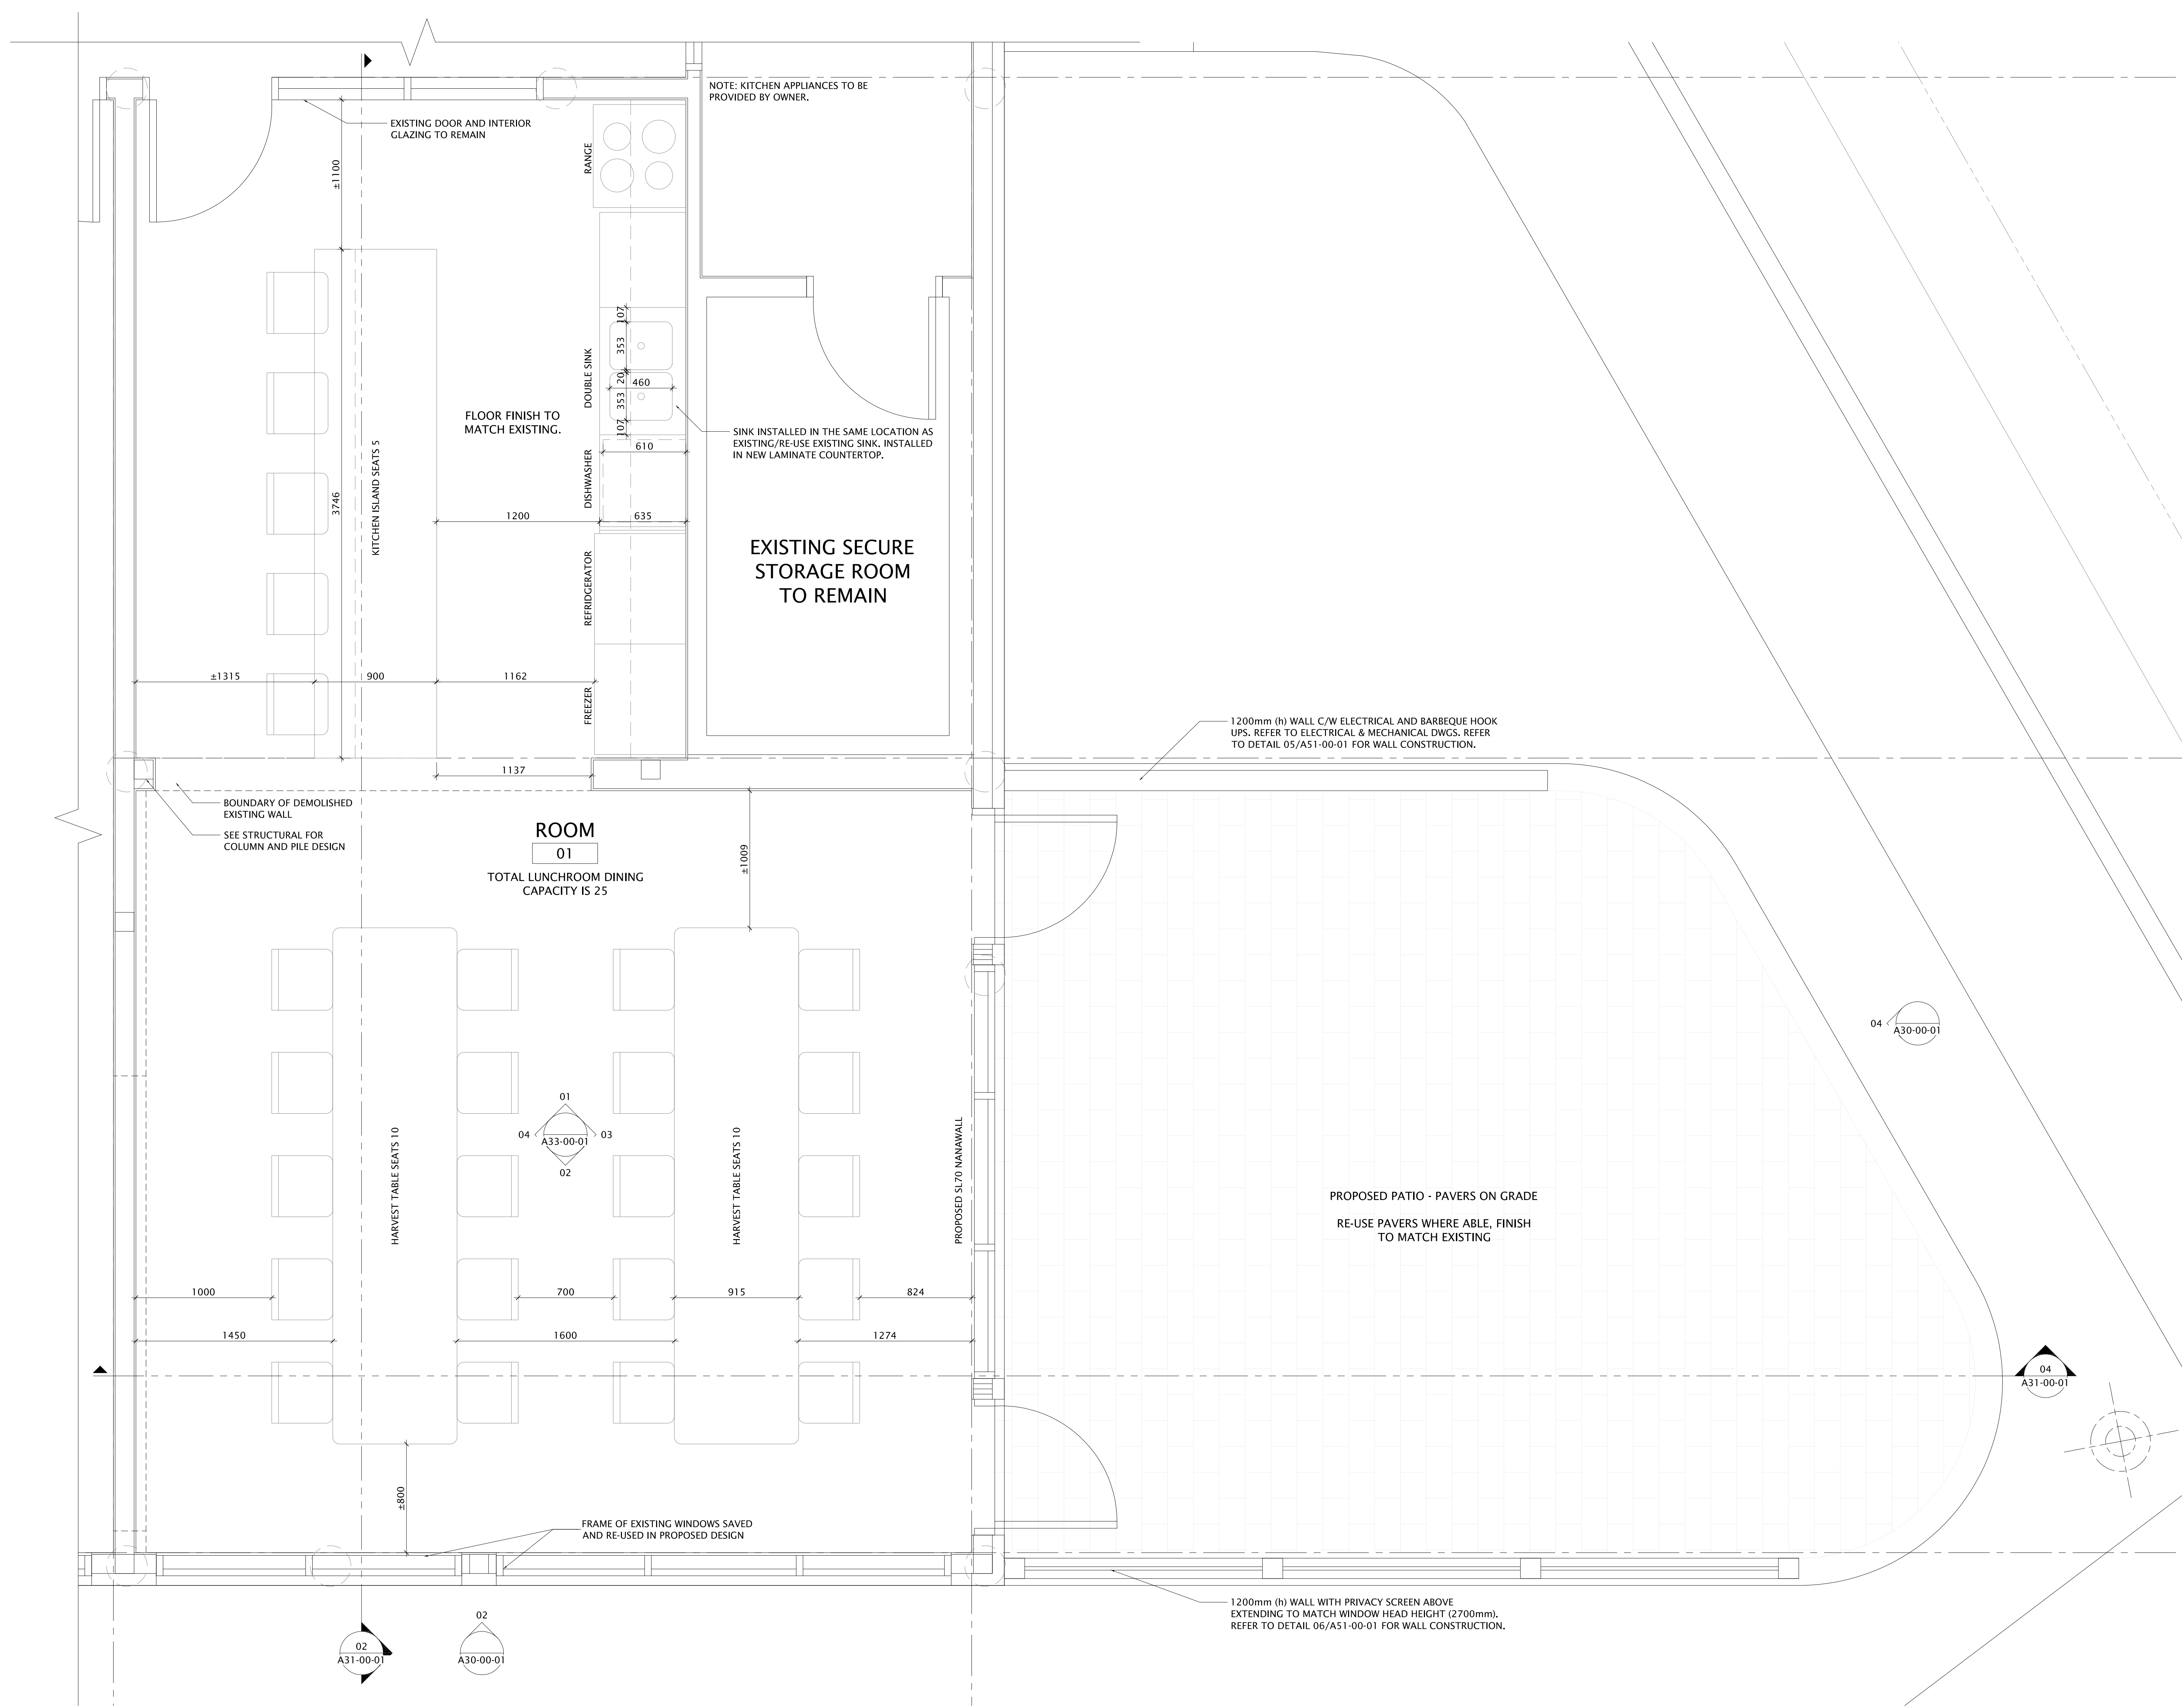 NOTE: KITCHEN APPLIANCES TO BE
PROVIDED BY OWNER.
EXISTING DOOR AND INTERIOR
GLAZING TO REMAIN
±1100
RANGE
107
353
20
460
353
107
DOUBLE SINK
FLOOR FINISH TO
MATCH EXISTING.
SINK INSTALLED IN THE SAME LOCATION AS
EXISTING/RE-USE EXISTING SINK. INSTALLED
IN NEW LAMINATE COUNTERTOP.
610
DISHWASHER
KITCHEN ISLAND SEATS 5
3746
1200
635
EXISTING SECURE
STORAGE ROOM
TO REMAIN
REFRIDGERATOR
±1315
900
1162
FREEZER
1200mm (h) WALL C/W ELECTRICAL AND BARBEQUE HOOK
UPS. REFER TO ELECTRICAL & MECHANICAL DWGS. REFER
TO DETAIL 05/A51-00-01 FOR WALL CONSTRUCTION.
1137
BOUNDARY OF DEMOLISHED
EXISTING WALL
SEE STRUCTURAL FOR
COLUMN AND PILE DESIGN
ROOM
01
TOTAL LUNCHROOM DINING
CAPACITY IS 25
±1009
04
A30-00-01
01
04
A33-00-01
03
02
HARVEST TABLE SEATS 10
HARVEST TABLE SEATS 10
PROPOSED SL70 NANAWALL
PROPOSED PATIO - PAVERS ON GRADE
RE-USE PAVERS WHERE ABLE, FINISH
TO MATCH EXISTING
1000
700
915
824
1450
1600
1274
04
A31-00-01
±800
FRAME OF EXISTING WINDOWS SAVED
AND RE-USED IN PROPOSED DESIGN
1200mm (h) WALL WITH PRIVACY SCREEN ABOVE
EXTENDING TO MATCH WINDOW HEAD HEIGHT (2700mm).
REFER TO DETAIL 06/A51-00-01 FOR WALL CONSTRUCTION.
02
A31-00-01
02
A30-00-01